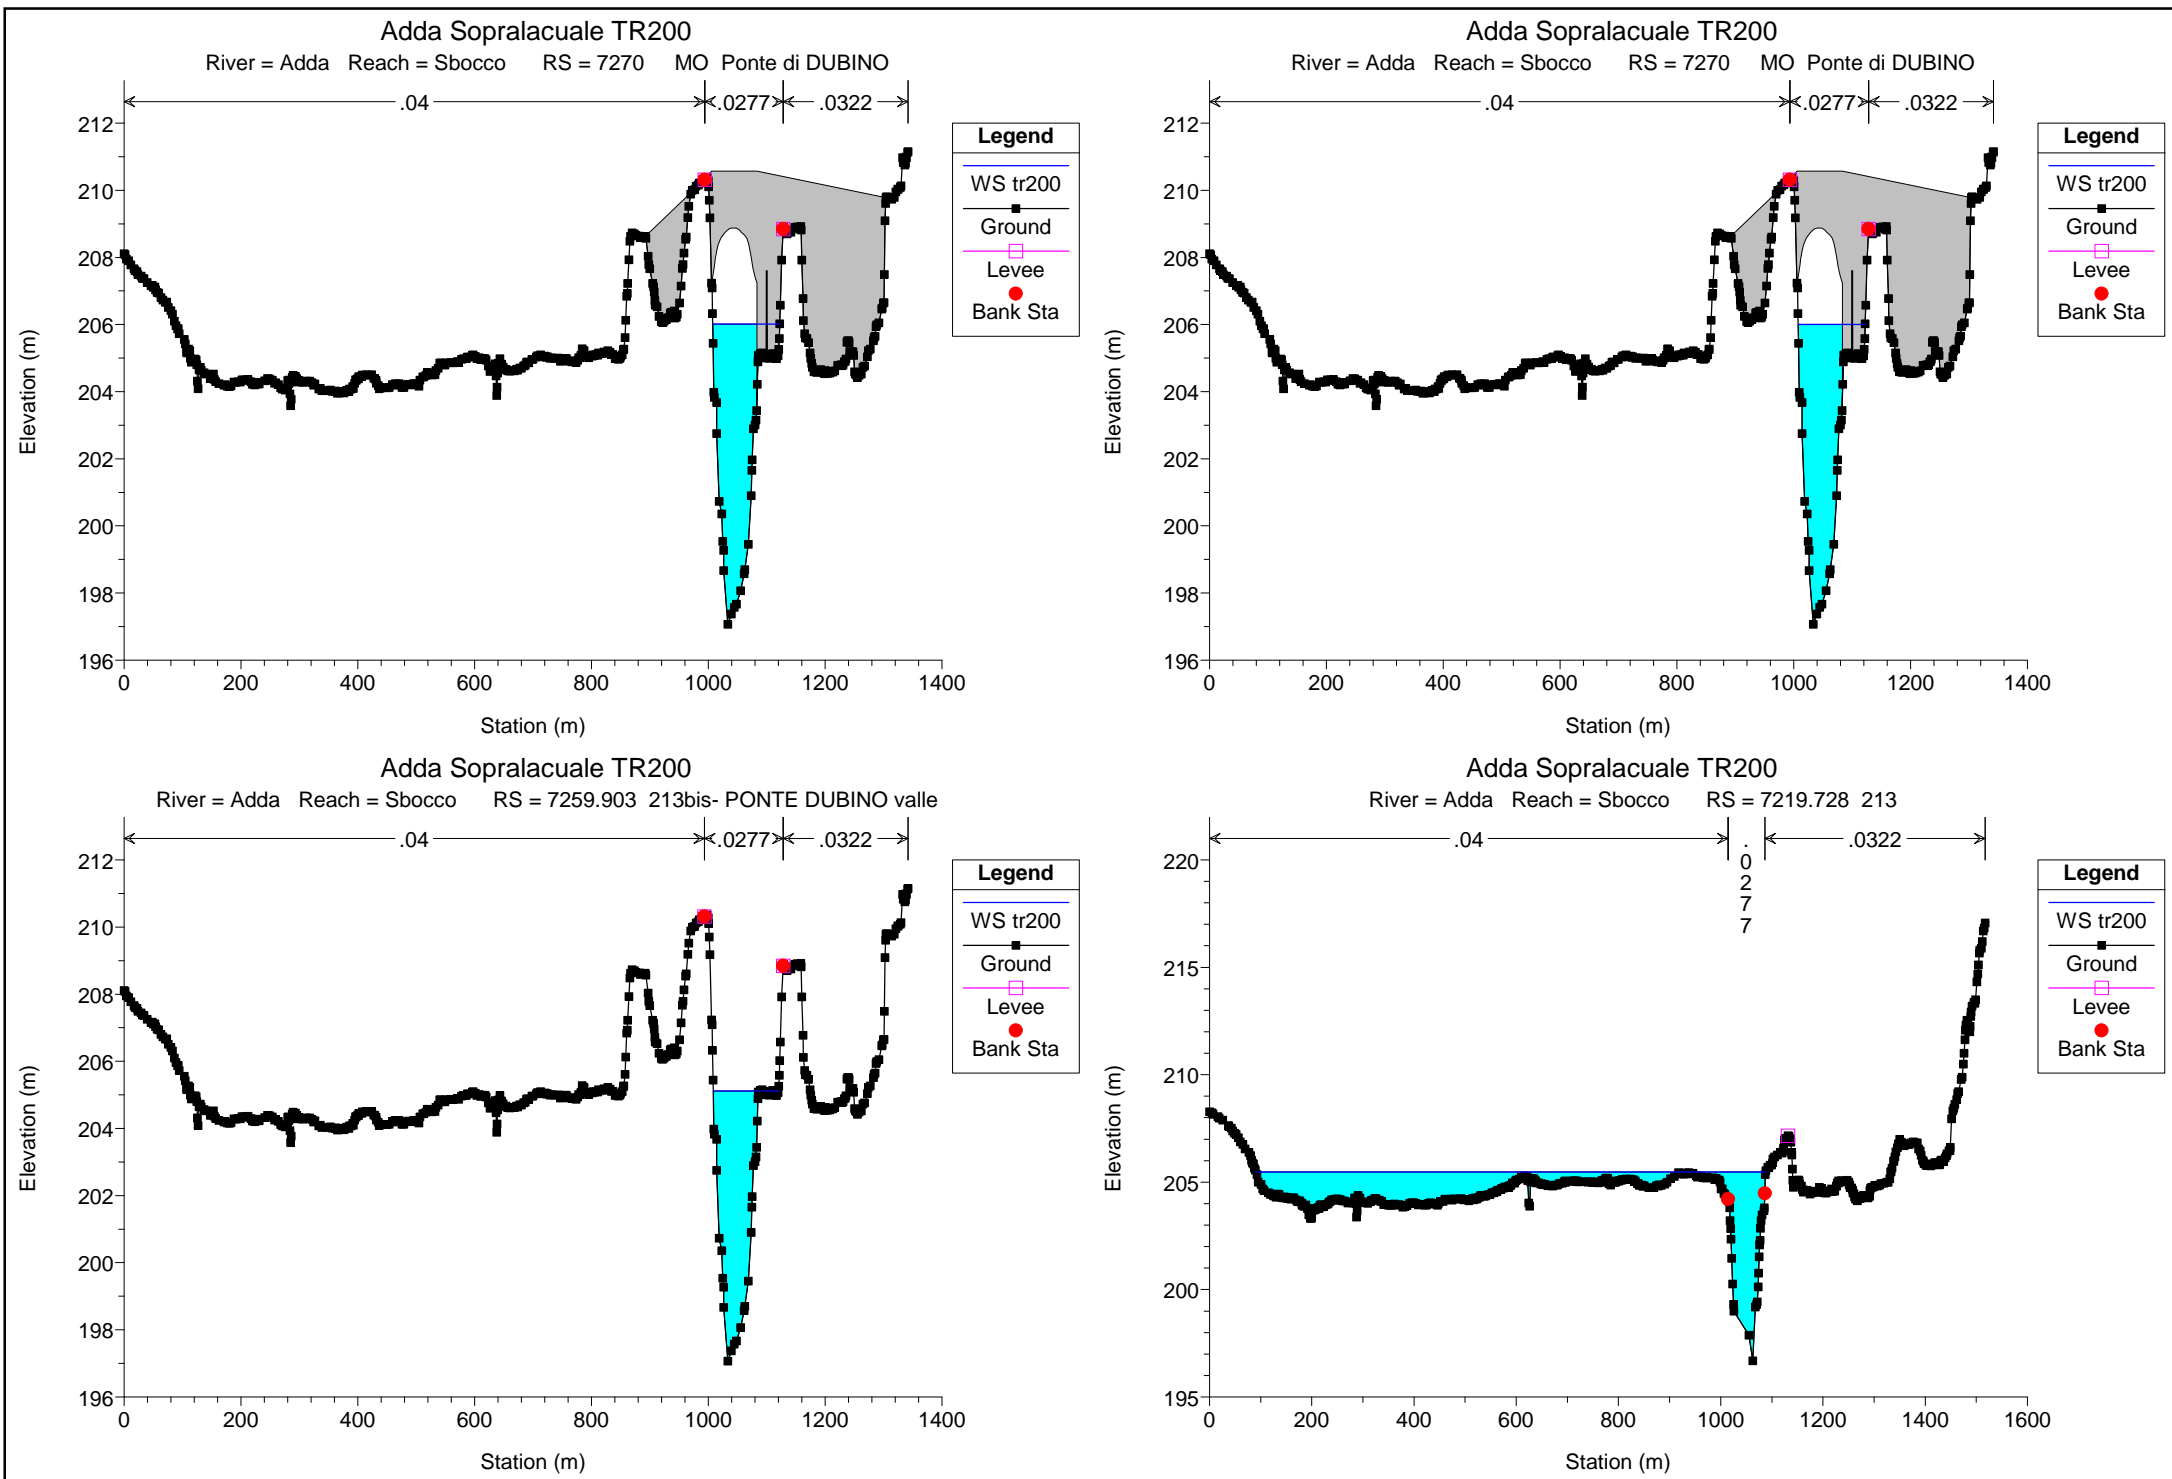 Adda Sopralacuale TR200
River = Adda Reach = Sbocco RS = 7270 MO Ponte di DUBINO
.04 .0277 .0322
212
210
208
206
204
202
200
198
196
Elevation (m)
0 200 400 600 800 1000 1200 1400
Station (m)
Legend
WS tr200
Ground
Levee
Bank Sta
Adda Sopralacuale TR200
River = Adda Reach = Sbocco RS = 7270 MO Ponte di DUBINO
.04 .0277 .0322
212
210
208
206
204
202
200
198
196
Elevation (m)
0 200 400 600 800 1000 1200 1400
Station (m)
Legend
WS tr200
Ground
Levee
Bank Sta
Adda Sopralacuale TR200
River = Adda Reach = Sbocco RS = 7259.903 213bis- PONTE DUBINO valle
.04 .0277 .0322
212
210
208
206
204
202
200
198
196
Elevation (m)
0 200 400 600 800 1000 1200 1400
Station (m)
Legend
WS tr200
Ground
Levee
Bank Sta
Adda Sopralacuale TR200
River = Adda Reach = Sbocco RS = 7219.728 213
.04 .0277 .0322
220
215
210
205
200
195
Elevation (m)
0 200 400 600 800 1000 1200 1400 1600
Station (m)
Legend
WS tr200
Ground
Levee
Bank Sta